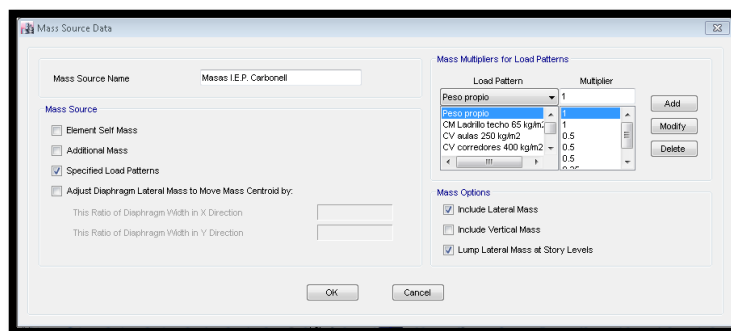 Mass Source Data
Mass Source Name
Masas I.E.P. Carbonell
Mass Source
Element Self Mass
Additional Mass
Specified Load Patterns
Adjust Diaphragm Lateral Mass to Move Mass Centroid by:
This Ratio of Diaphragm Width in X Direction
This Ratio of Diaphragm Width in Y Direction
Mass Multipliers for Load Patterns
Load Pattern Multiplier
Peso propio 1
Peso propio 1
CM Ladrillo techo 65 kg/m2 1
CV aulas 250 kg/m2 0.5
CV corredores 400 kg/m2 0.5
0.5
0.25
Add
Modify
Delete
Mass Options
Include Lateral Mass
Include Vertical Mass
Lump Lateral Mass at Story Levels
OK Cancel